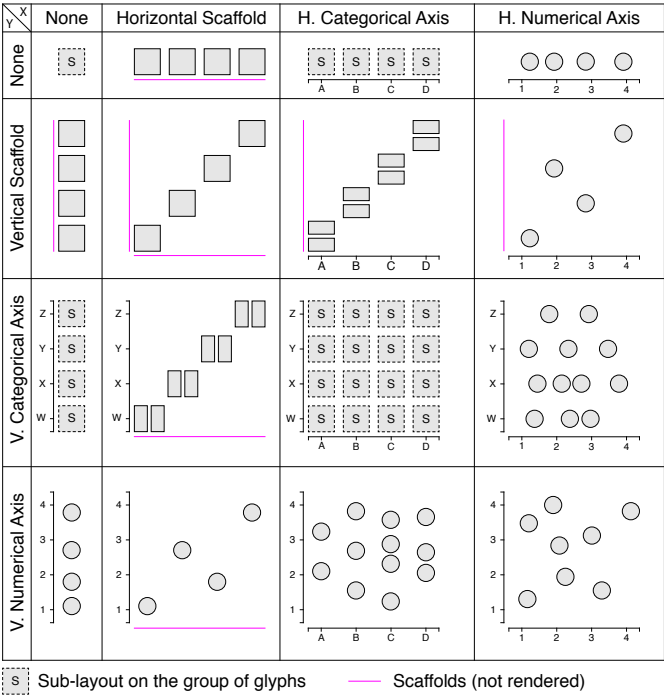 X
Y
None Horizontal Scaffold H. Categorical Axis H. Numerical Axis
None
S
S S S S
A B C D
1 2 3 4
Vertical Scaffold
A B C D
1 2 3 4
V. Categorical Axis
Z S
Y S
X S
W S
Z
Y
X
W
Z S S S S
Y S S S S
X S S S S
W S S S S
A B C D
Z
Y
X
W
1 2 3 4
V. Numerical Axis
4
3
2
1
4
3
2
1
4
3
2
1
A B C D
4
3
2
1
1 2 3 4
S Sub-layout on the group of glyphs Scaffolds (not rendered)